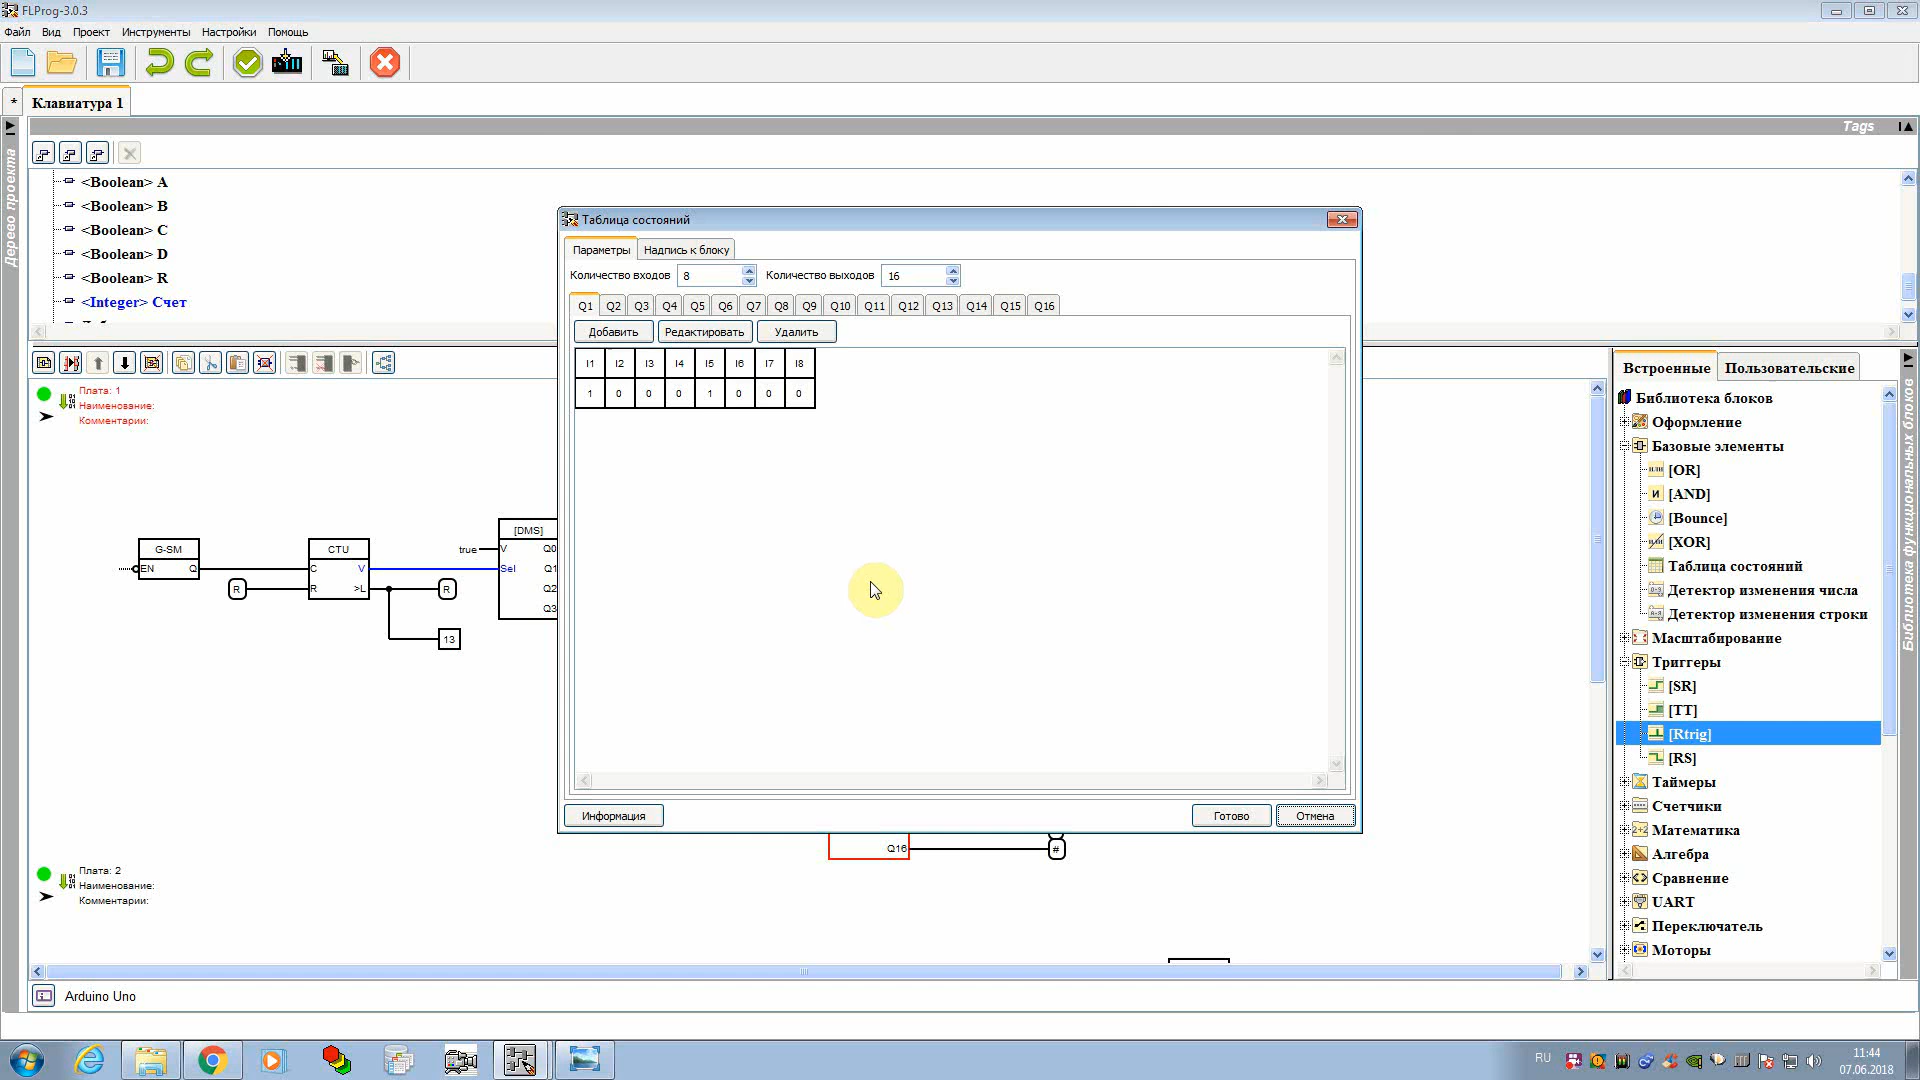 FLProg-3.0.3
Файл Вид Проект Инструменты Настройки Помощь
* Клавиатура 1
Tags
Дерево проекта
<Boolean> A
<Boolean> B
<Boolean> C
<Boolean> D
<Boolean> R
<Integer> Счет
Таблица состояний
Параметры Надпись к блоку
Количество входов 8 Количество выходов 16
Q1 Q2 Q3 Q4 Q5 Q6 Q7 Q8 Q9 Q10 Q11 Q12 Q13 Q14 Q15 Q16
Добавить Редактировать Удалить
I1 I2 I3 I4 I5 I6 I7 I8
1 0 0 0 1 0 0 0
Информация Готово Отмена
Плата: 1
Наименование:
Комментарии:
G-SM
EN Q
CTU
C V
R >L
R
R
13
true
[DMS]
V Q0
Sel Q1
Q2
Q3
Q16
#
Плата: 2
Наименование:
Комментарии:
Встроенные Пользовательские
Библиотека блоков
Оформление
Базовые элементы
[OR]
[AND]
[Bounce]
[XOR]
Таблица состояний
Детектор изменения числа
Детектор изменения строки
Масштабирование
Триггеры
[SR]
[TT]
[Rtrig]
[RS]
Таймеры
Счетчики
Математика
Алгебра
Сравнение
UART
Переключатель
Моторы
Библиотека функциональных блоков
Arduino Uno
RU
11:44
07.06.2018